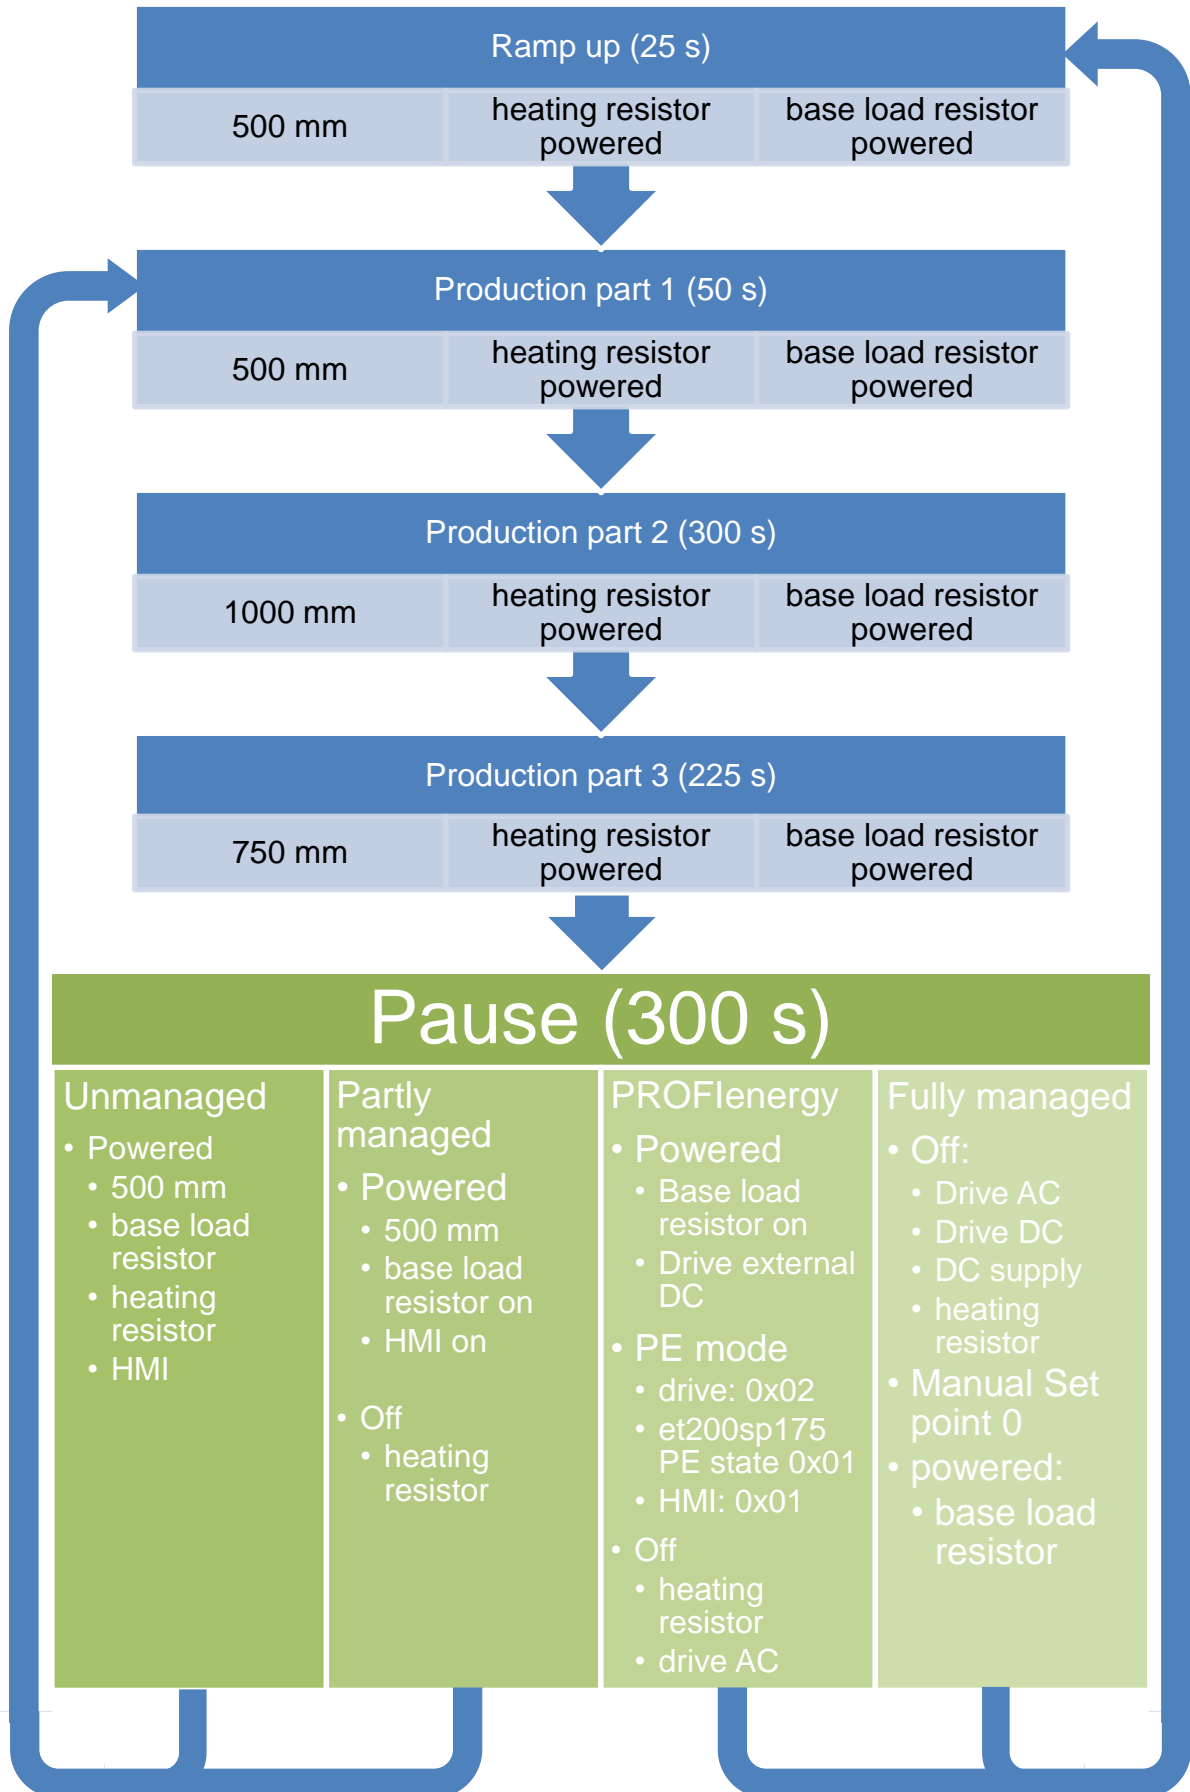 Ramp up (25 s)
500 mm
heating resistor
powered
base load resistor
powered
Production part 1 (50 s)
500 mm
heating resistor
powered
base load resistor
powered
Production part 2 (300 s)
1000 mm
heating resistor
powered
base load resistor
powered
Production part 3 (225 s)
750 mm
heating resistor
powered
base load resistor
powered
Pause (300 s)
Unmanaged
• Powered
• 500 mm
• base load
resistor
• heating
resistor
• HMI
Partly
managed
• Powered
• 500 mm
• base load
resistor on
• HMI on
• Off
• heating
resistor
PROFIenergy
• Powered
• Base load
resistor on
• Drive external
DC
• PE mode
• drive: 0x02
• et200sp175
PE state 0x01
• HMI: 0x01
• Off
• heating
resistor
• drive AC
Fully managed
• Off:
• Drive AC
• Drive DC
• DC supply
• heating
resistor
• Manual Set
point 0
• powered:
• base load
resistor